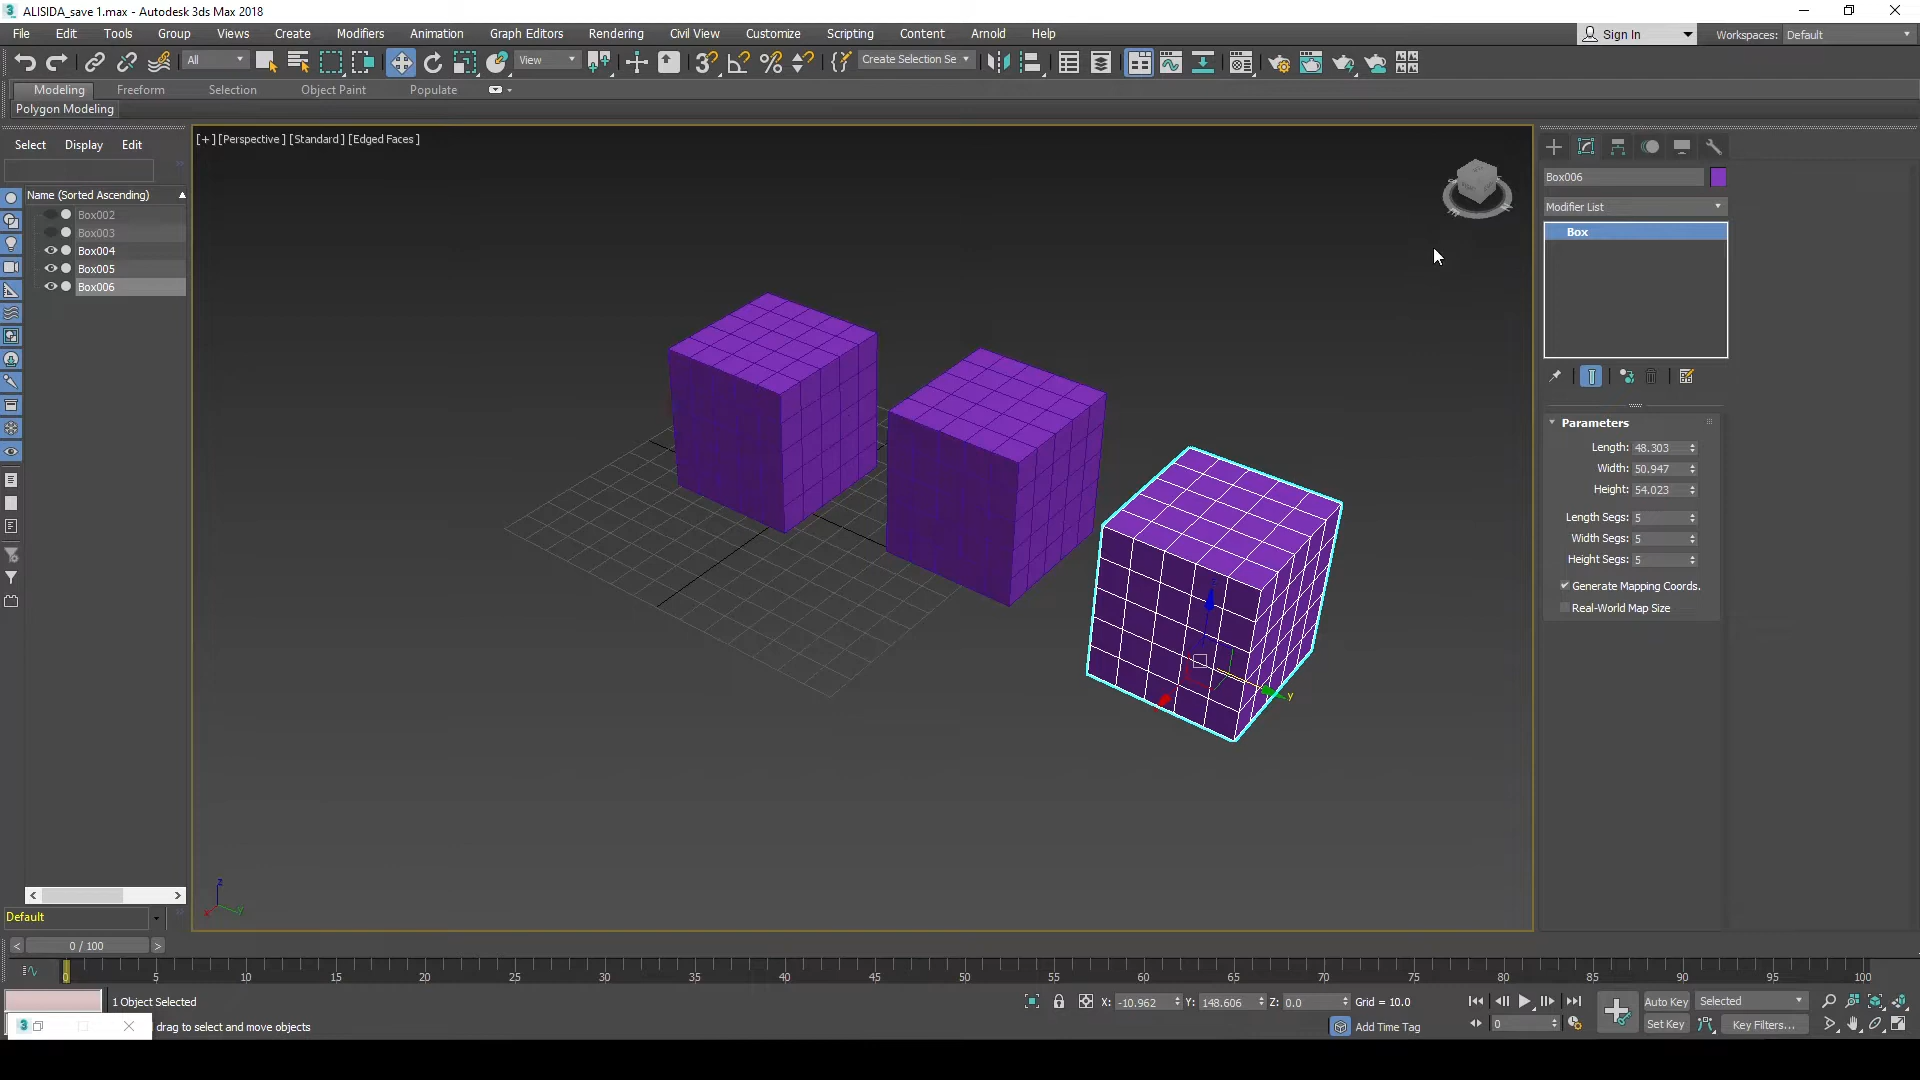 ALISIDA_save 1.max - Autodesk 3ds Max 2018
File Edit Tools Group Views Create Modifiers Animation Graph Editors Rendering Civil View Customize Scripting Content Arnold Help
Sign In
Workspaces: Default
All
View
Create Selection Se
Modeling Freeform Selection Object Paint Populate
Polygon Modeling
Select Display Edit
[+] [Perspective ] [Standard ] [Edged Faces ]
Name (Sorted Ascending)
Box002
Box003
Box004
Box005
Box006
Box006
Modifier List
Box
Parameters
Length: 48.303
Width: 50.947
Height: 54.023
Length Segs: 5
Width Segs: 5
Height Segs: 5
Generate Mapping Coords.
Real-World Map Size
y
z
x
y
Default
0 / 100
0 5 10 15 20 25 30 35 40 45 50 55 60 65 70 75 80 85 90 95 100
1 Object Selected
drag to select and move objects
X: -10.962 Y: 148.606 Z: 0.0 Grid = 10.0
Add Time Tag
0
Auto Key Selected
Set Key Key Filters...